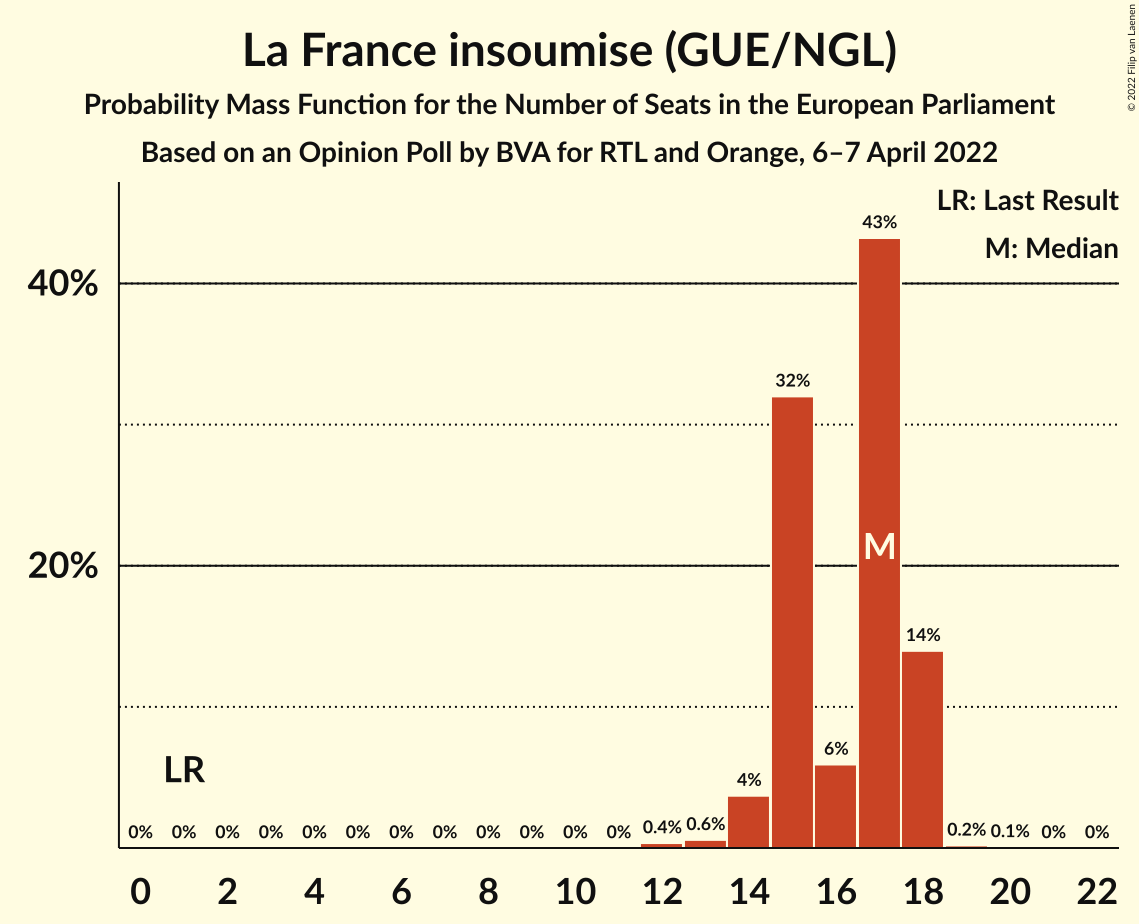 La France insoumise (GUE/NGL)
Probability Mass Function for the Number of Seats in the European Parliament
Based on an Opinion Poll by BVA for RTL and Orange, 6–7 April 2022
© 2022 Filip van Laenen
LR: Last Result
M: Median
43%
40%
32%
M
20%
14%
6%
LR
4%
0% 0% 0% 0% 0% 0% 0% 0% 0% 0% 0% 0% 0.4% 0.6% 0.2% 0.1% 0% 0%
0 2 4 6 8 10 12 14 16 18 20 22